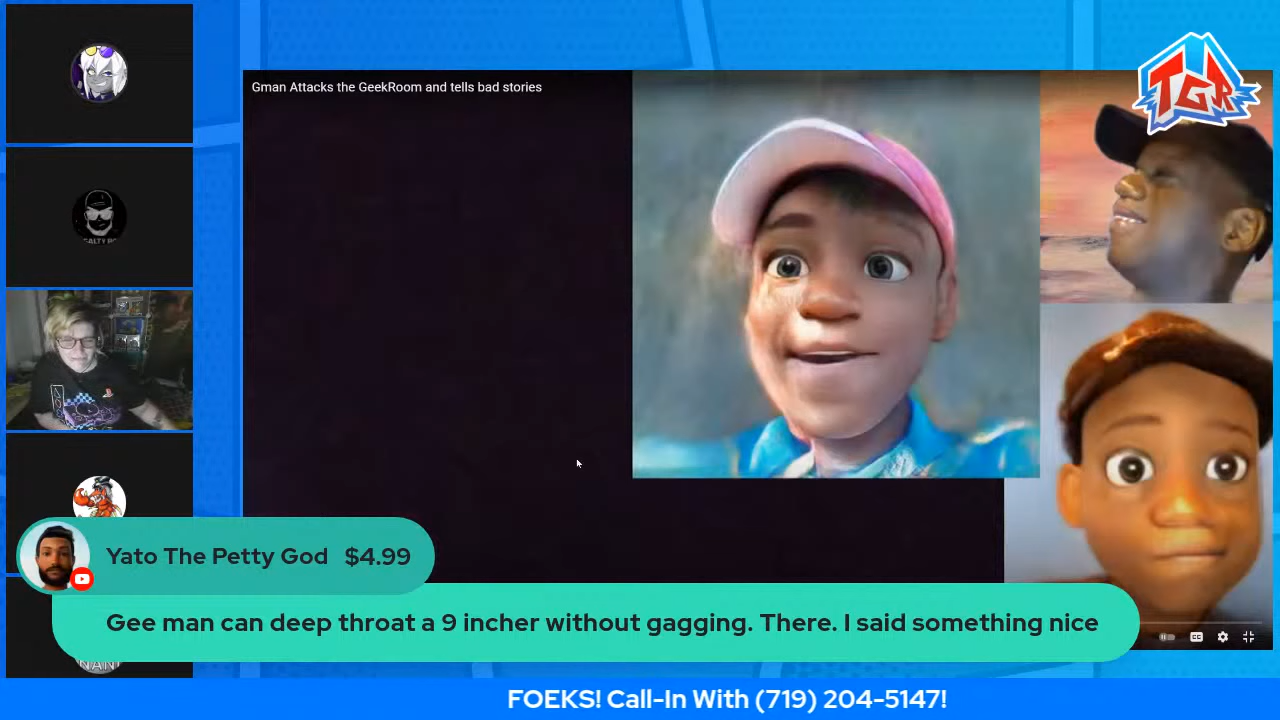 Gman Attacks the GeekRoom and tells bad stories
TGR
Yato The Petty God $4.99
Gee man can deep throat a 9 incher without gagging. There. I said something nice
CC
FOEKS! Call-In With (719) 204-5147!